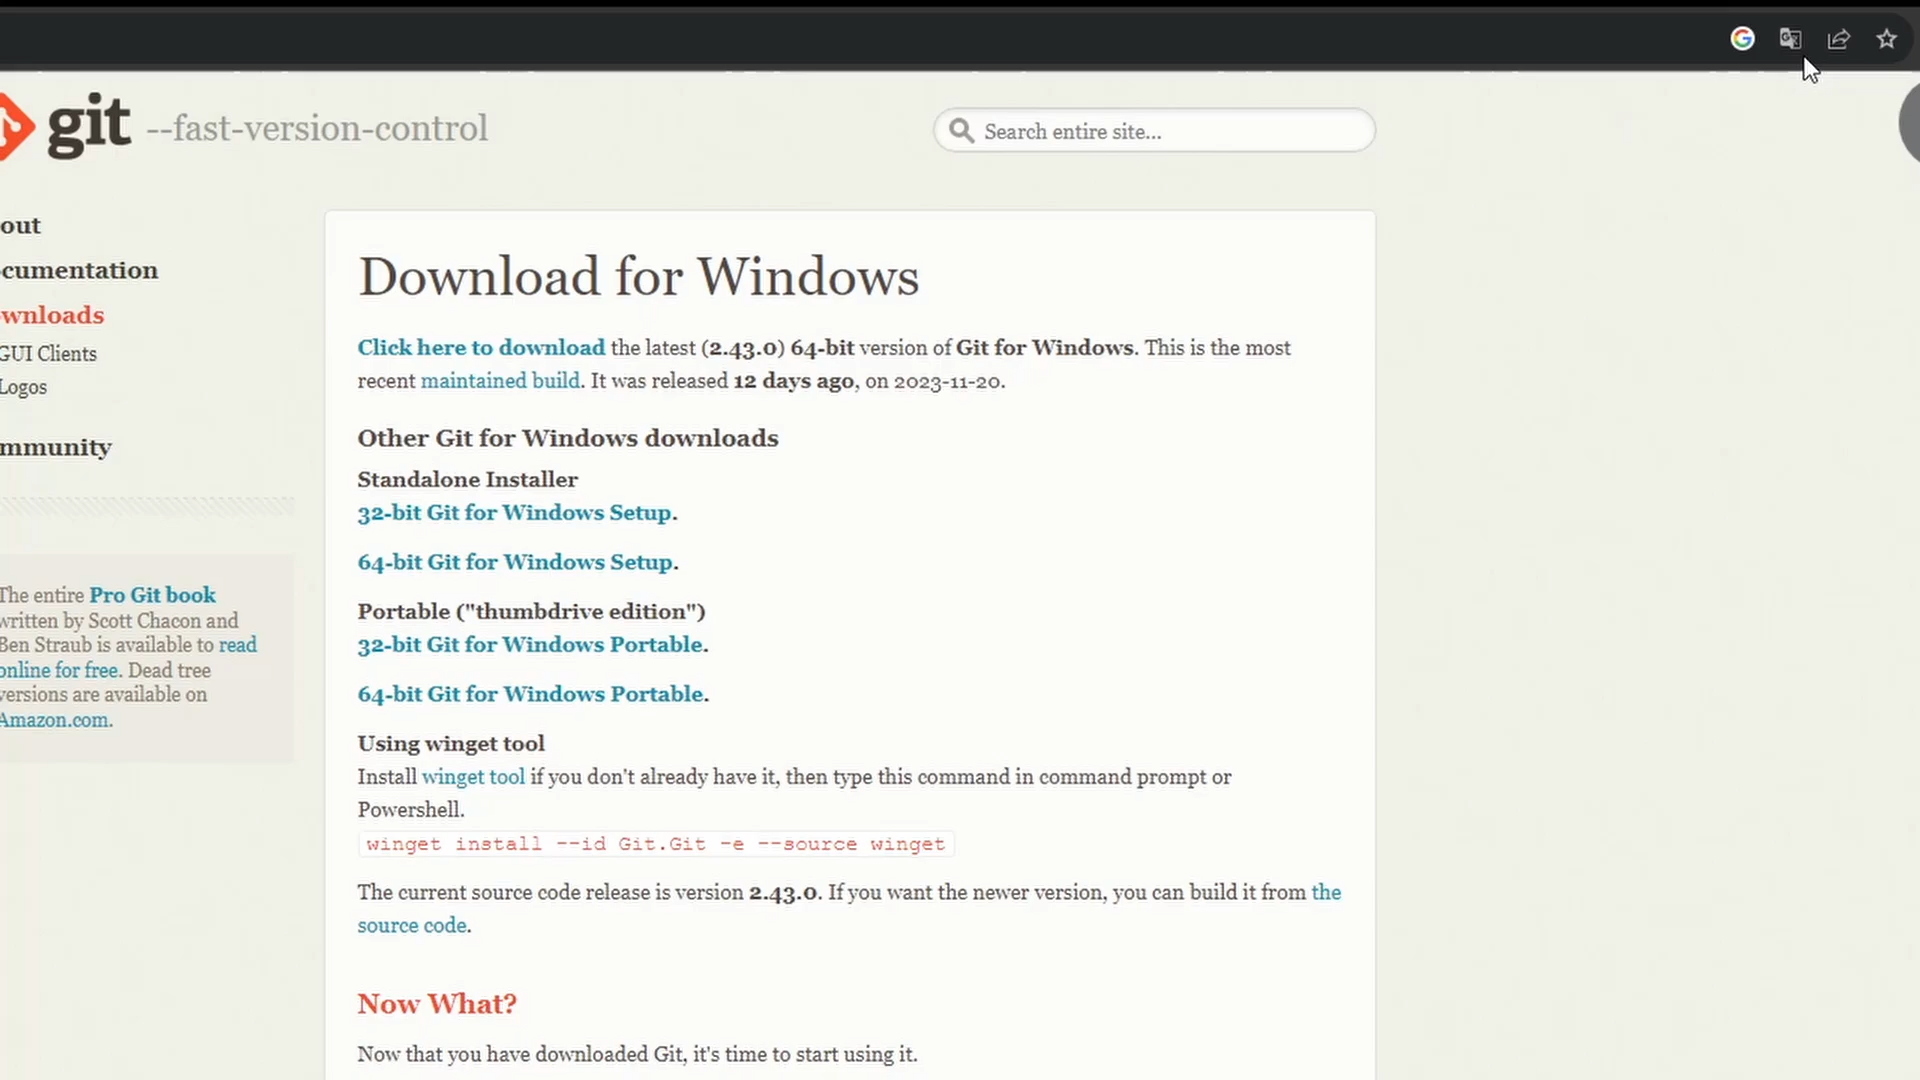 git --fast-version-control
Search entire site...
out
cumentation
wnloads
GUI Clients
Logos
mmunity
The entire Pro Git book
written by Scott Chacon and
Ben Straub is available to read
online for free. Dead tree
versions are available on
Amazon.com.
Download for Windows
Click here to download the latest (2.43.0) 64-bit version of Git for Windows. This is the most
recent maintained build. It was released 12 days ago, on 2023-11-20.
Other Git for Windows downloads
Standalone Installer
32-bit Git for Windows Setup.
64-bit Git for Windows Setup.
Portable ("thumbdrive edition")
32-bit Git for Windows Portable.
64-bit Git for Windows Portable.
Using winget tool
Install winget tool if you don't already have it, then type this command in command prompt or
Powershell.
winget install --id Git.Git -e --source winget
The current source code release is version 2.43.0. If you want the newer version, you can build it from the
source code.
Now What?
Now that you have downloaded Git, it's time to start using it.